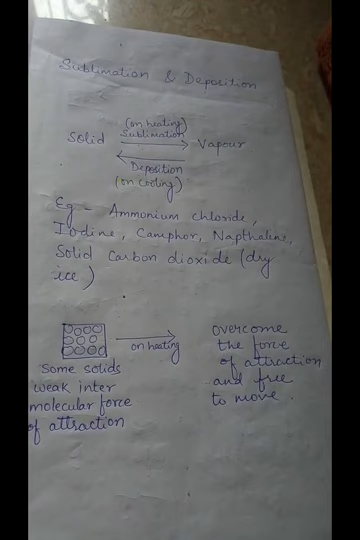 Sublimation & Deposition
(on heating)
Solid Sublimation Vapour
Deposition
(on cooling)
Eg - Ammonium chloride,
Iodine, Camphor, Napthaline,
Solid Carbon dioxide (dry
ice)
on heating
Some solids
weak inter
molecular force
of attraction
overcome
the force
of attraction
and free
to move.